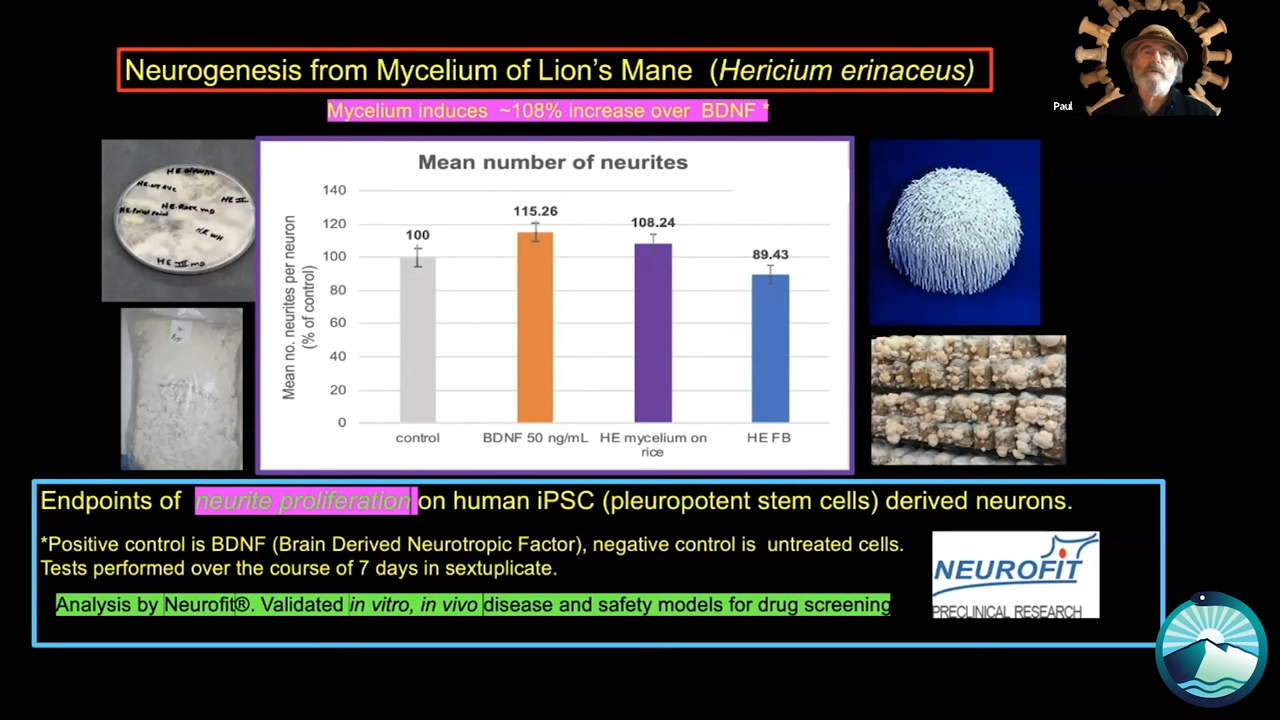 Neurogenesis from Mycelium of Lion's Mane (Hericium erinaceus)
Mycelium induces ~108% increase over BDNF *
Paul
HE II
HE WH
Mean number of neurites
Mean no. neurites per neuron
(% of control)
140
120
100
80
60
40
20
0
100
115.26
108.24
89.43
control
BDNF 50 ng/mL
HE mycelium on
rice
HE FB
Endpoints of neurite proliferation on human iPSC (pleuropotent stem cells) derived neurons.
*Positive control is BDNF (Brain Derived Neurotropic Factor), negative control is untreated cells.
Tests performed over the course of 7 days in sextuplicate.
Analysis by Neurofit®. Validated in vitro, in vivo disease and safety models for drug screening
NEUROFIT
PRECLINICAL RESEARCH